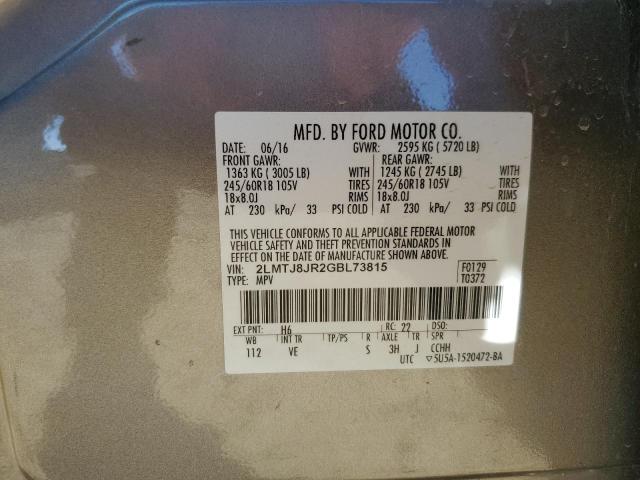 MFD. BY FORD MOTOR CO.
DATE: 06/16 GVWR: 2595 KG ( 5720 LB)
FRONT GAWR: REAR GAWR:
1363 KG ( 3005 LB) WITH 1245 KG ( 2745 LB) WITH
245/60R18 105V TIRES 245/60R18 105V TIRES
18x8.0J RIMS 18x8.0J RIMS
AT 230 kPa/ 33 PSI COLD AT 230 kPa/ 33 PSI COLD
THIS VEHICLE CONFORMS TO ALL APPLICABLE FEDERAL MOTOR
VEHICLE SAFETY AND THEFT PREVENTION STANDARDS IN
EFFECT ON THE DATE OF MANUFACTURE SHOWN ABOVE.
VIN: 2LMTJ8JR2GBL73815 F0129
TYPE: MPV T0372
EXT PNT: H6 RC: 22 DSO:
WB INT TR TP/PS R AXLE TR SPR
112 VE S 3H J CCHH
UTC ▽5U5A-1520472-BA